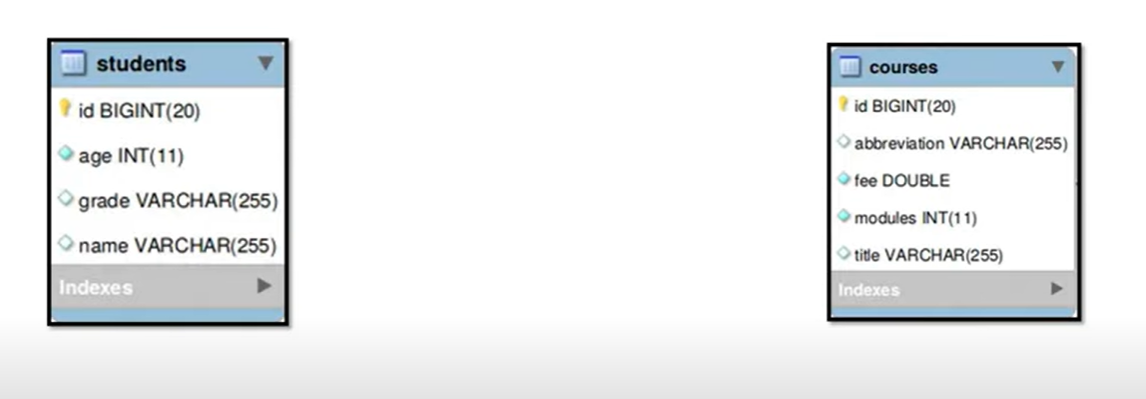 students
id BIGINT(20)
age INT(11)
grade VARCHAR(255)
name VARCHAR(255)
Indexes
courses
id BIGINT(20)
abbreviation VARCHAR(255)
fee DOUBLE
modules INT(11)
title VARCHAR(255)
Indexes